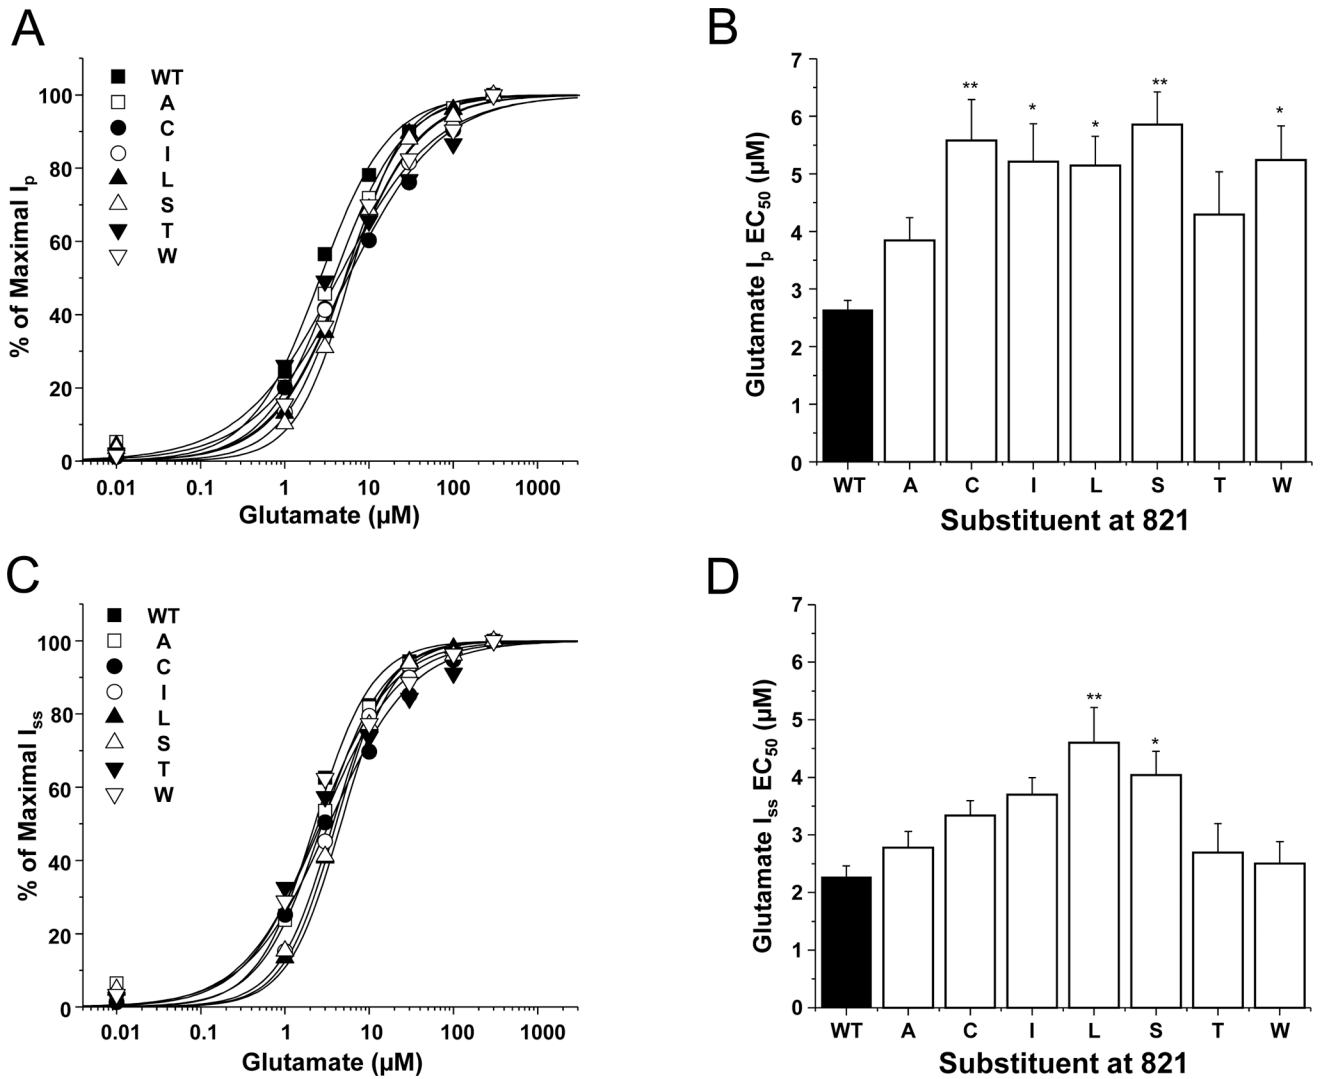 A
WT
A
C
I
L
S
T
W
% of Maximal Ip
100
80
60
40
20
0
0.01 0.1 1 10 100 1000
Glutamate (µM)
B
Glutamate Ip EC50 (µM)
7
6
5
4
3
2
1
0
** * * ** *
WT A C I L S T W
Substituent at 821
C
WT
A
C
I
L
S
T
W
% of Maximal Iss
100
80
60
40
20
0
0.01 0.1 1 10 100 1000
Glutamate (µM)
D
Glutamate Iss EC50 (µM)
7
6
5
4
3
2
1
0
** *
WT A C I L S T W
Substituent at 821